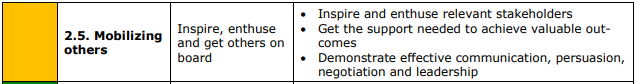 2.5. Mobilizing
others
Inspire, enthuse
and get others on
board
• Inspire and enthuse relevant stakeholders
• Get the support needed to achieve valuable out-
comes
• Demonstrate effective communication, persuasion,
negotiation and leadership